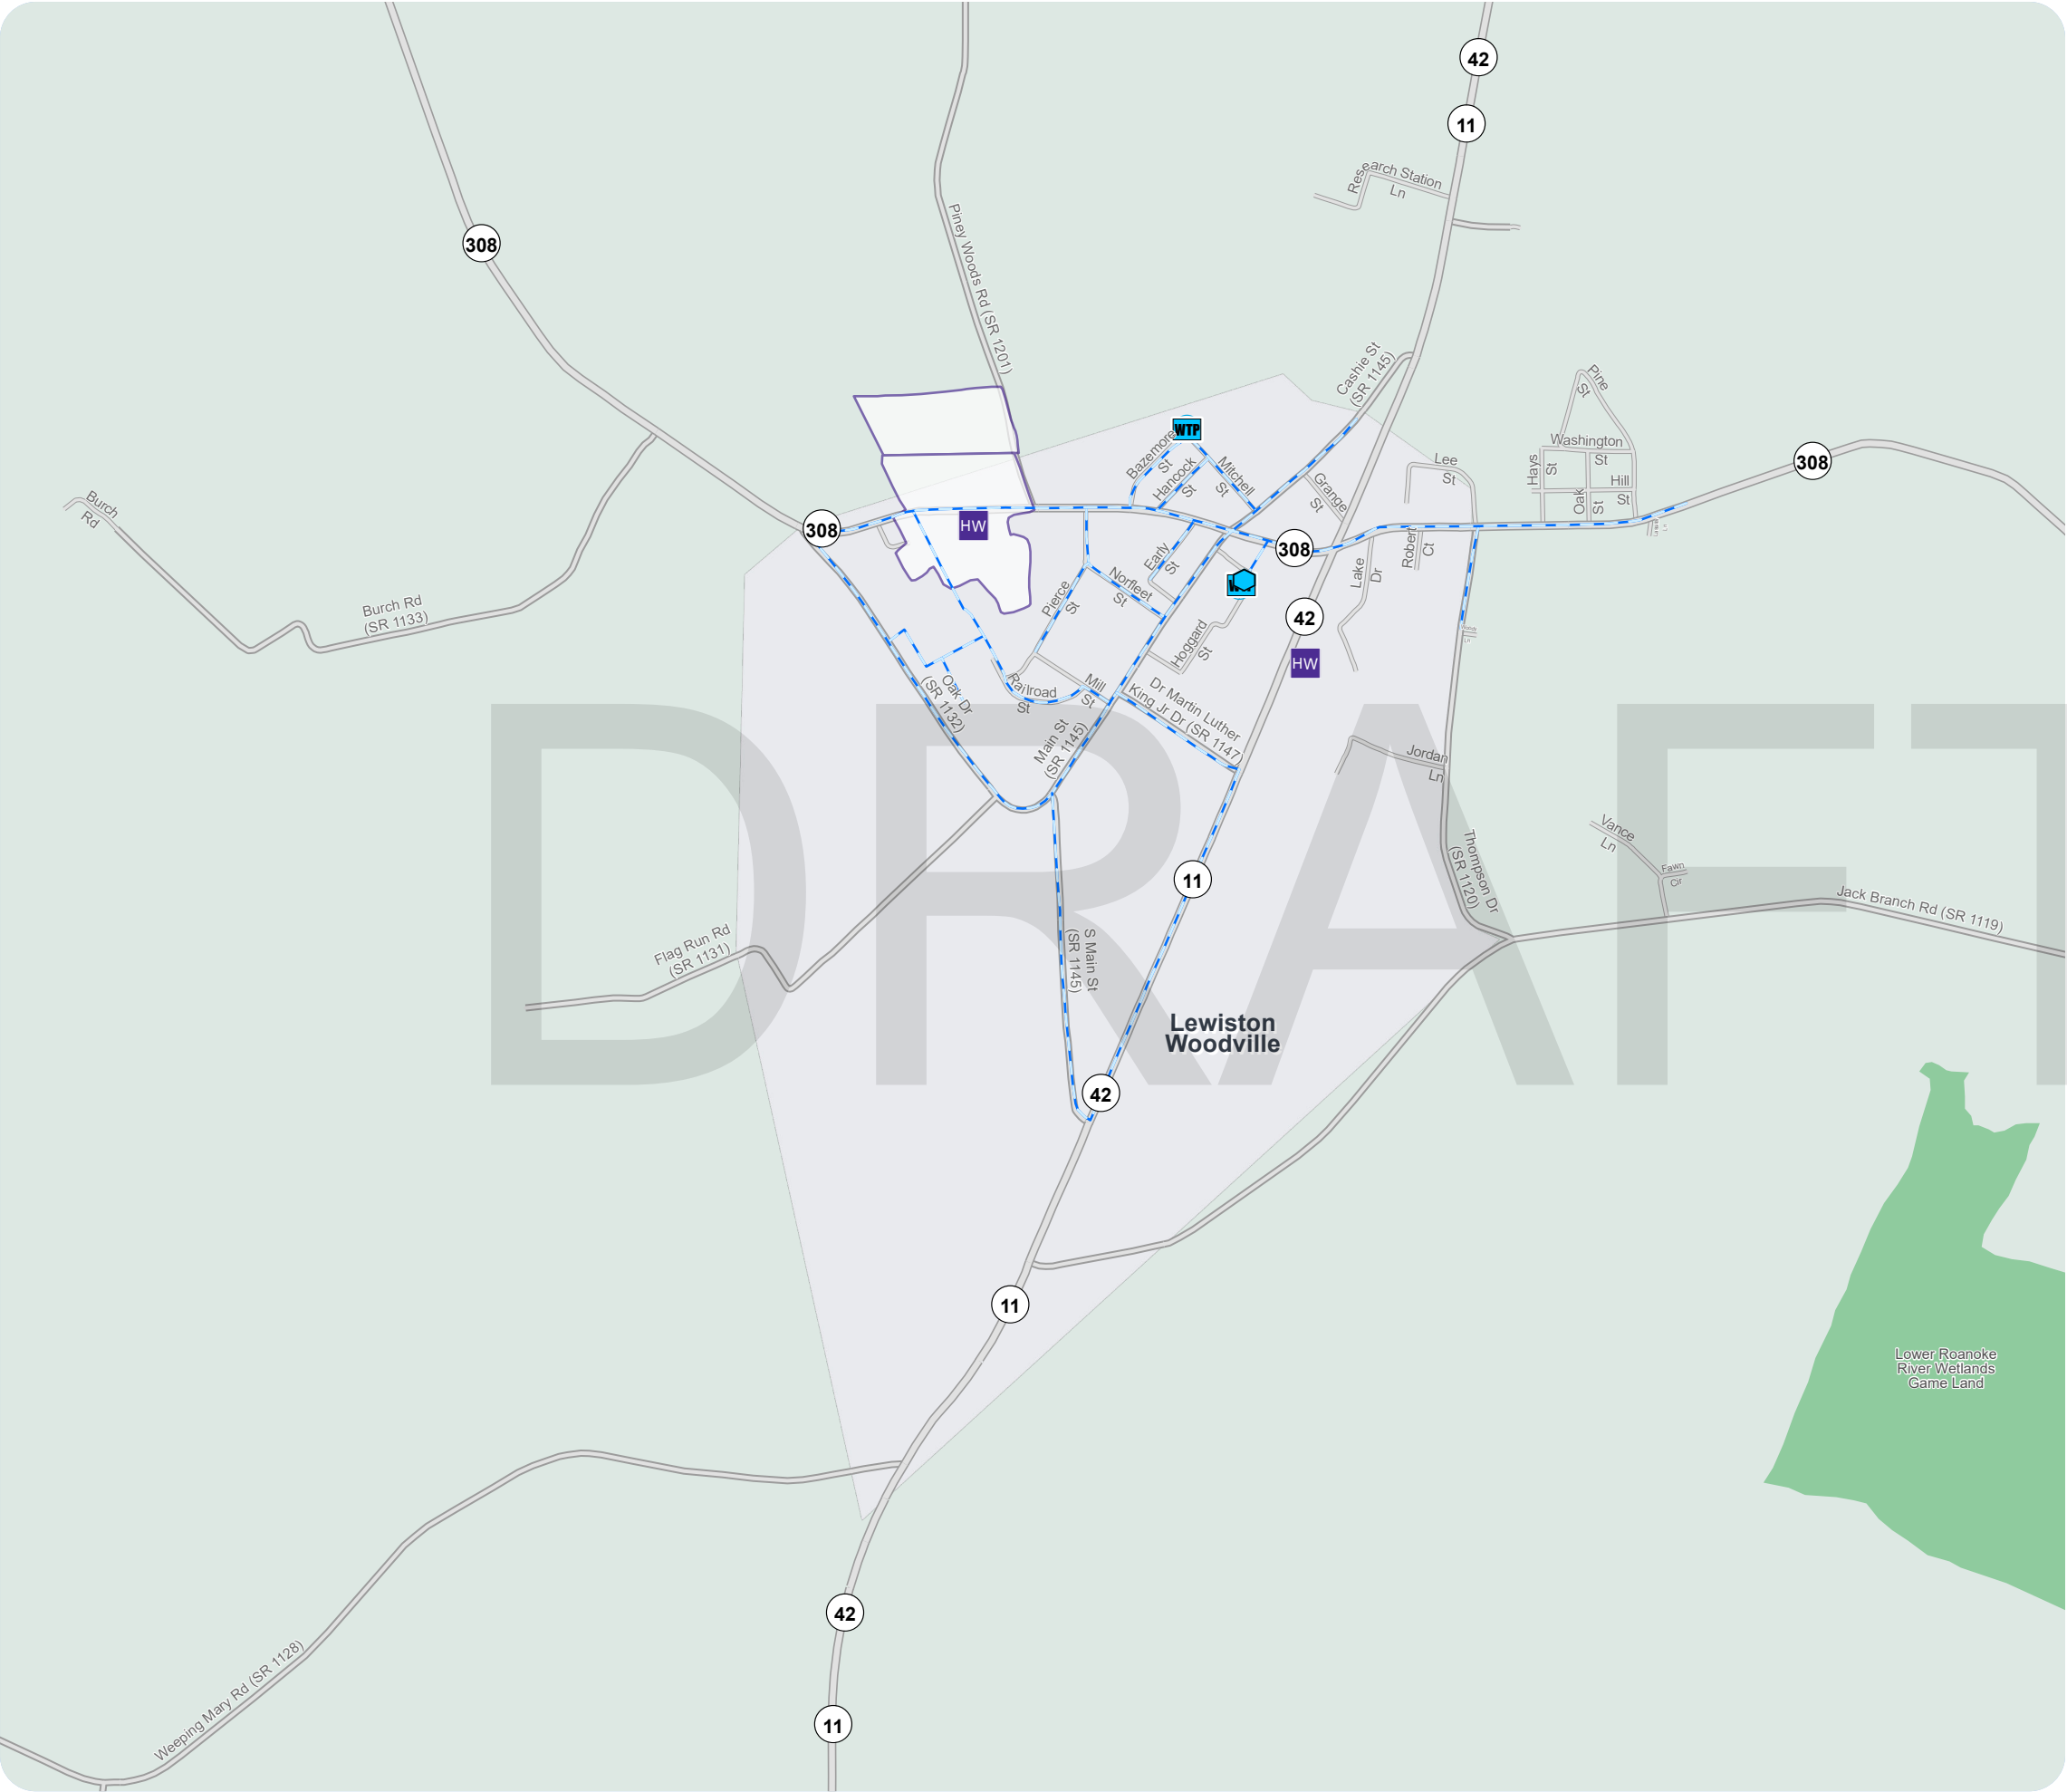 42
11
Research Station
Ln
308
Piney Woods Rd (SR 1201)
Cashie St
(SR 1145)
Pine
St
WTP
Bazemore
St
Hancock
St
Mitchell
St
Grange
St
Lee
St
Washington
St
Hays
St
Hill
St
Oak
St
308
Burch
Rd
308
HW
308
Early
St
Robert
Ct
Lake
Dr
Norfleet
St
Pierce
St
Burch Rd
(SR 1133)
42
Hoggard
St
HW
Oak Dr
(SR 1132)
Railroad
St
Mill
St
Dr Martin Luther
King Jr Dr (SR 1147)
Main St
(SR 1145)
Jordan
Ln
DRAFT
Vance
Ln
Fawn
Cir
Thompson Dr
(SR 1120)
11
Jack Branch Rd (SR 1119)
Flag Run Rd
(SR 1131)
S Main St
(SR 1145)
Lewiston
Woodville
42
11
Lower Roanoke
River Wetlands
Game Land
42
Weeping Mary Rd (SR 1128)
11